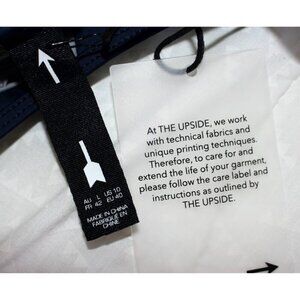 At THE UPSIDE, we work
with technical fabrics and
unique printing techniques.
Therefore, to care for and
extend the life of your garment,
please follow the care label and
instructions as outlined by
THE UPSIDE.
AU L US 10
FR 42 EU 40
MADE IN CHINA
FABRIQUÉ EN
CHINE